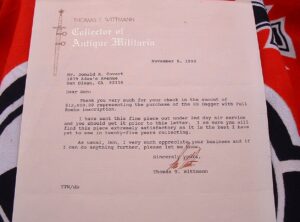 THOMAS T. WITTMANN
Collector of
Antique Militaria
November 6, 1992
Mr. Donald R. Covert
San Diego, CA
Dear Don:
Thank you very much for your check in the amount of
representing the purchase of the SS Dagger with Full
Roehm inscription.
I have sent this fine piece out under 2nd day air service
and you should get it prior to this letter. I am sure you will
find this piece extremely satisfactory as it is the best I have
yet to see in twenty-five years collecting.
As usual, Don, I very much appreciate your business and if
I can do anything further, please let me know.
Sincerely,
Thomas T. Wittmann
TTW/